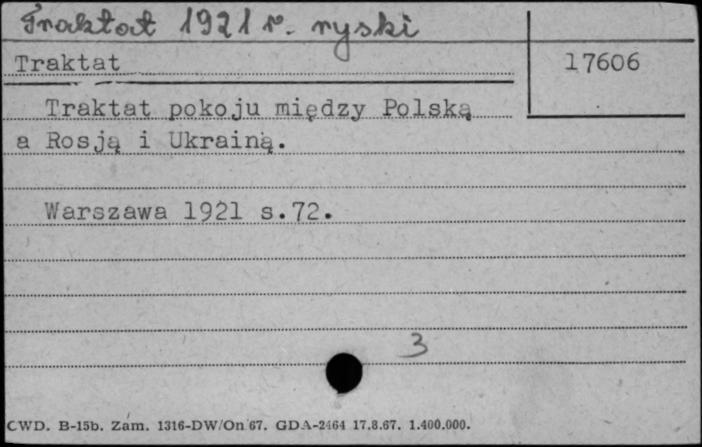 Traktat 1921 r. ryski
Traktat
17606
Traktat pokoju między Polską
a Rosją i Ukrainą.
Warszawa 1921 s.72.
3
CWD. B-15b. Zam. 1316-DW/On 67. GDA-2464 17.8.67. 1.400.000.